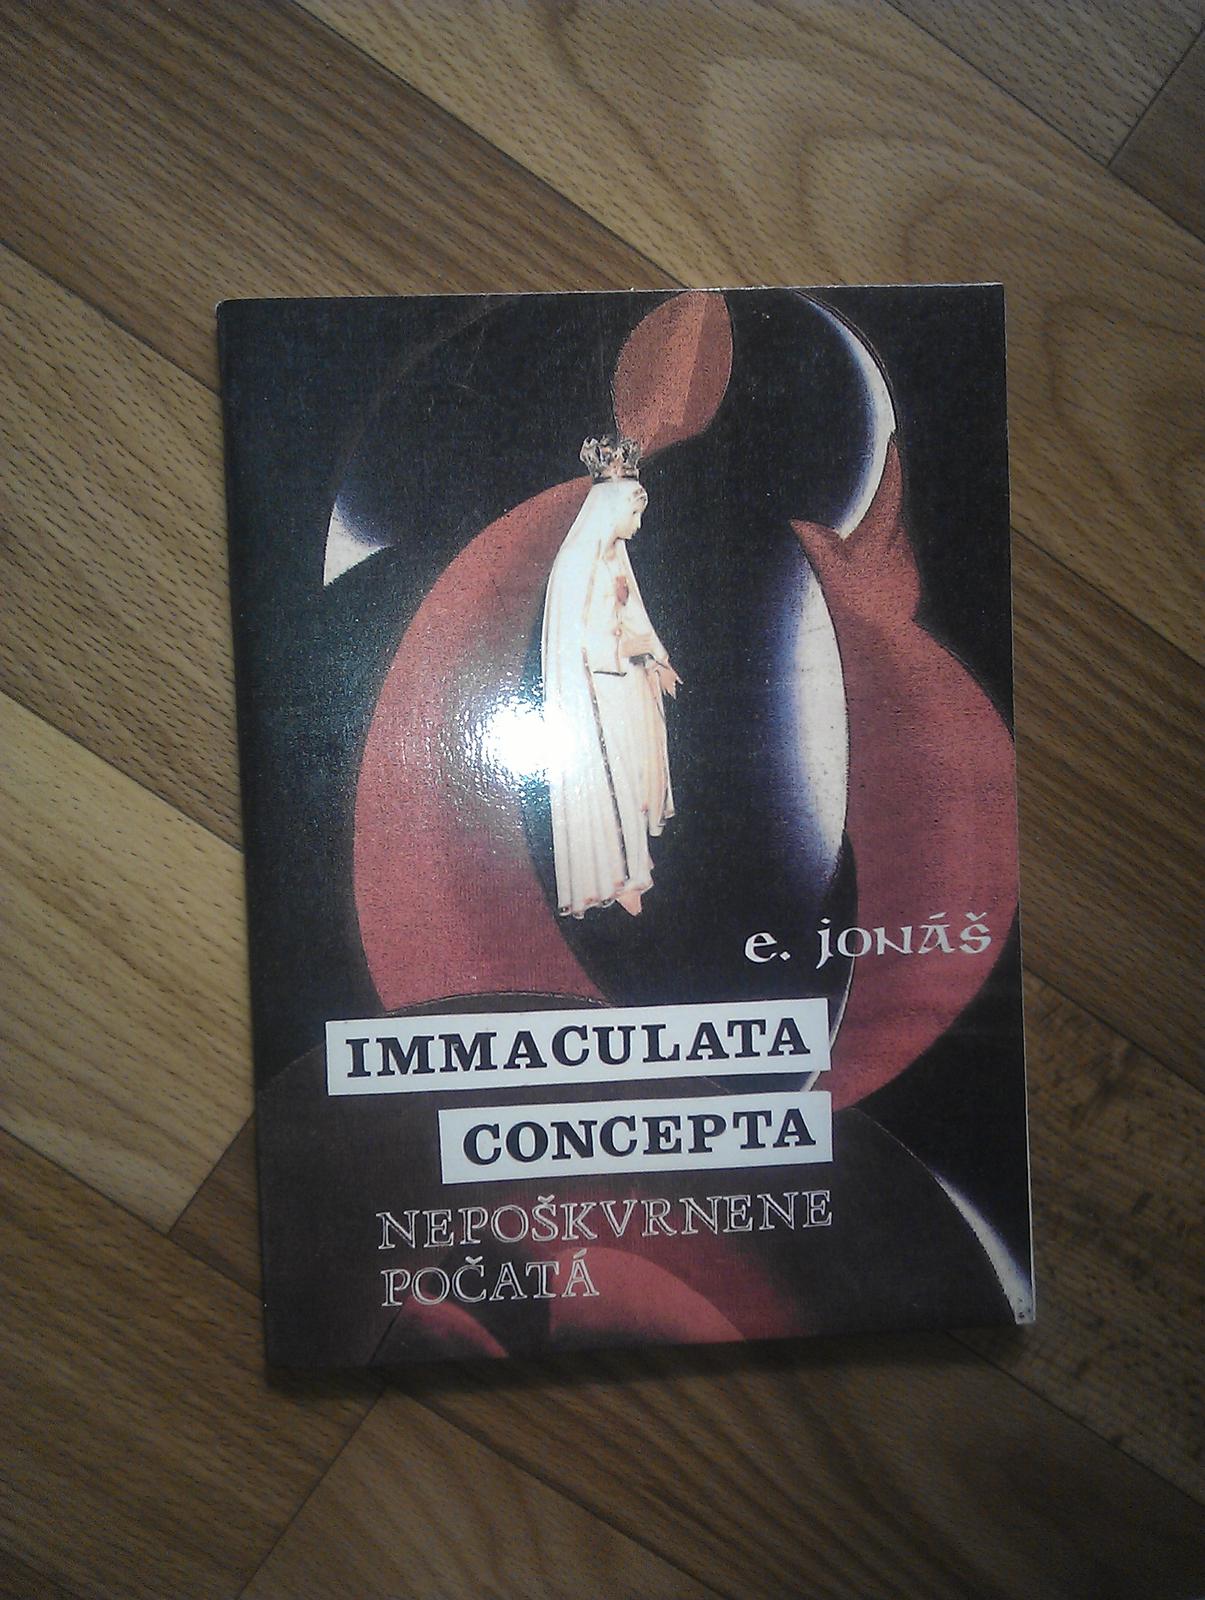 e. jonáš
IMMACULATA
CONCEPTA
NEPOŠKVRNENE
POČATÁ